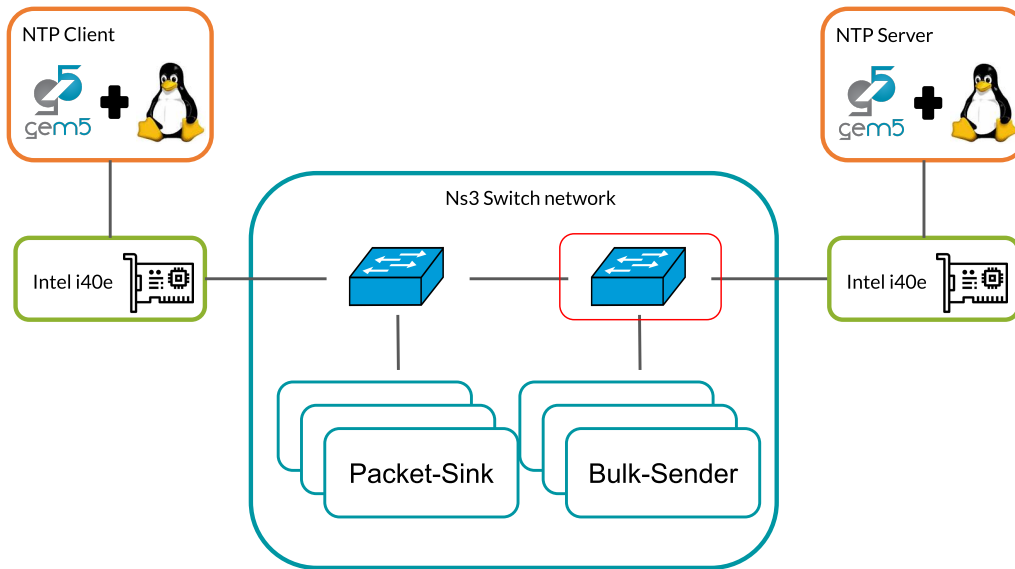 NTP Client
gem5
NTP Server
gem5
Ns3 Switch network
Intel i40e
Intel i40e
Packet-Sink
Bulk-Sender